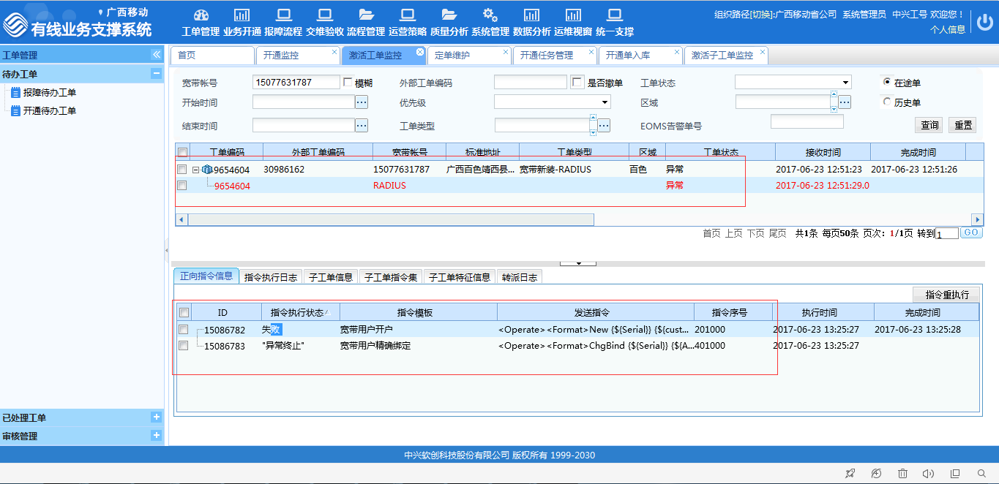 广西移动
有线业务支撑系统
工单管理 业务开通 报障流程 交维验收 流程管理 运营策略 质量分析 系统管理 数据分析 运维视窗 统一支撑
组织路径[切换]:广西移动省公司 系统管理员 中兴工号 欢迎您！
个人信息
工单管理
待办工单
报障待办工单
开通待办工单
已处理工单
审核管理
首页 开通监控 激活工单监控 定单维护 开通任务管理 开通单入库 激活子工单监控
宽带帐号 15077631787 模糊 外部工单编码 是否撤单 工单状态 在途单
开始时间 优先级 区域 历史单
结束时间 工单类型 EOMS告警单号 查询 重置
工单编码 外部工单编码 宽带帐号 标准地址 工单类型 区域 工单状态 接收时间 完成时间
9654604 30986162 15077631787 广西百色靖西县... 宽带新装-RADIUS 百色 异常 2017-06-23 12:51:23 2017-06-23 12:51:26
9654604 RADIUS 异常 2017-06-23 12:51:29.0
首页 上页 下页 尾页 共1条 每页50条 页次：1/1页 转到 1 GO
正向指令信息 指令执行日志 子工单信息 子工单指令集 子工单特征信息 转派日志
指令重执行
ID 指令执行状态 指令模板 发送指令 指令序号 执行时间 完成时间
15086782 失败 宽带用户开户 <Operate> <Format>New {${Serial}} {${cust... 201000 2017-06-23 13:25:27 2017-06-23 13:25:28
15086783 "异常终止" 宽带用户精确绑定 <Operate> <Format>ChgBind {${Serial}} {${A... 401000 2017-06-23 13:25:27
中兴软创科技股份有限公司 版权所有 1999-2030